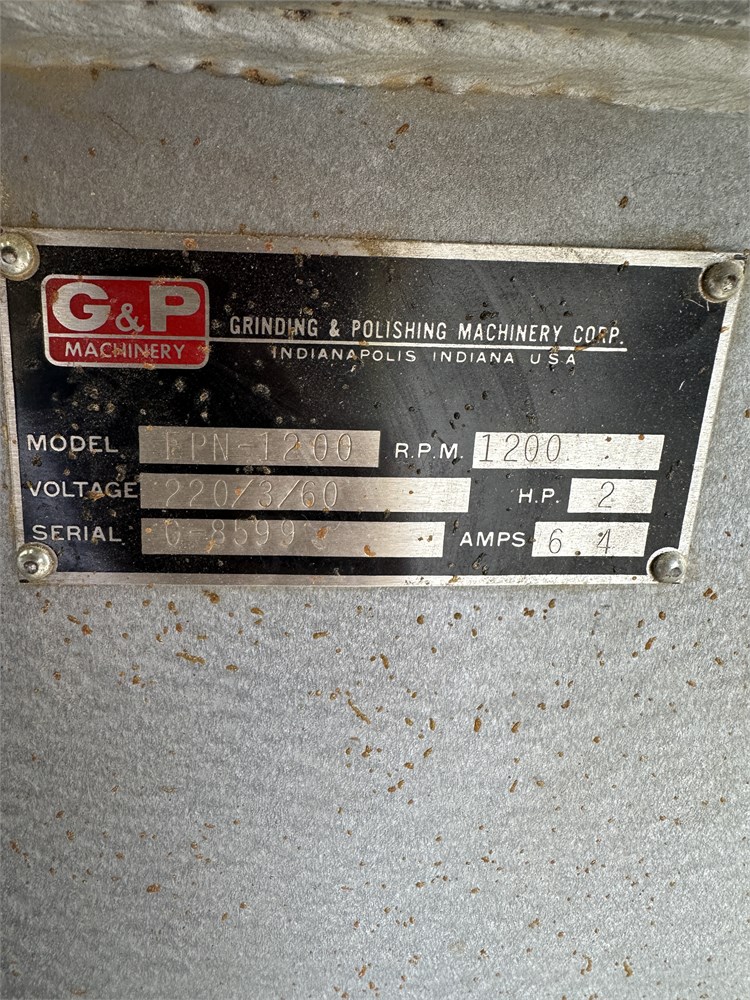 G&P
MACHINERY
GRINDING & POLISHING MACHINERY CORP.
INDIANAPOLIS INDIANA USA
MODEL EPN-1200 R.P.M. 1200
VOLTAGE 220/3/60 H.P. 2
SERIAL AMPS 6.4